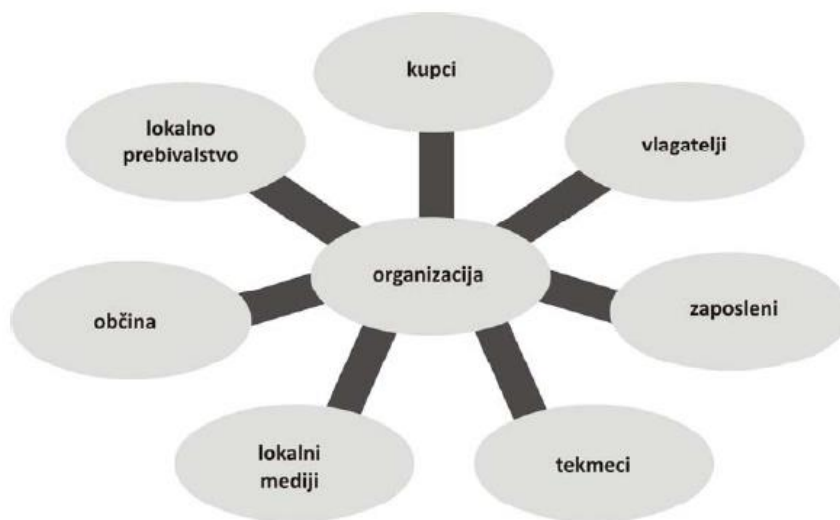 kupci
lokalno
prebivalstvo
vlagatelji
organizacija
občina
zaposleni
lokalni
mediji
tekmeci